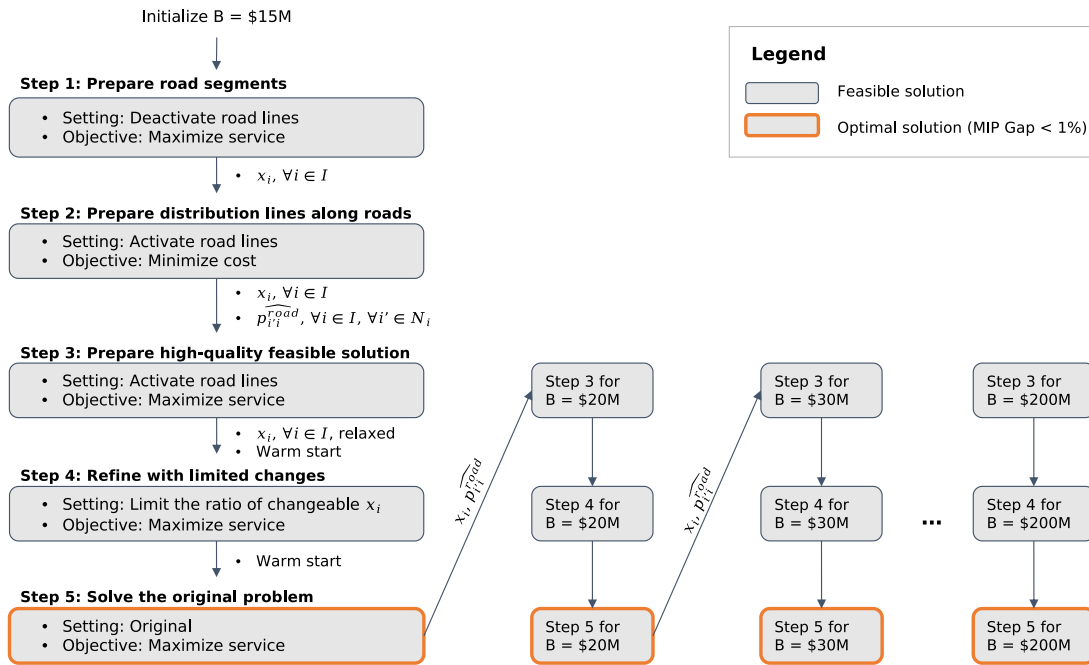 Initialize B = $15M
Step 1: Prepare road segments
• Setting: Deactivate road lines
• Objective: Maximize service
• x_i, ∀i ∈ I
Step 2: Prepare distribution lines along roads
• Setting: Activate road lines
• Objective: Minimize cost
• x_i, ∀i ∈ I
• \widehat{p_{i'i}^{road}}, ∀i ∈ I, ∀i' ∈ N_i
Step 3: Prepare high-quality feasible solution
• Setting: Activate road lines
• Objective: Maximize service
• x_i, ∀i ∈ I, relaxed
• Warm start
Step 4: Refine with limited changes
• Setting: Limit the ratio of changeable x_i
• Objective: Maximize service
• Warm start
Step 5: Solve the original problem
• Setting: Original
• Objective: Maximize service
x_i, \widehat{p_{i'i}^{road}}
Step 3 for
B = $20M
Step 4 for
B = $20M
Step 5 for
B = $20M
x_i, \widehat{p_{i'i}^{road}}
Step 3 for
B = $30M
Step 4 for
B = $30M
Step 5 for
B = $30M
...
Step 3 for
B = $200M
Step 4 for
B = $200M
Step 5 for
B = $200M
Legend
Feasible solution
Optimal solution (MIP Gap < 1%)